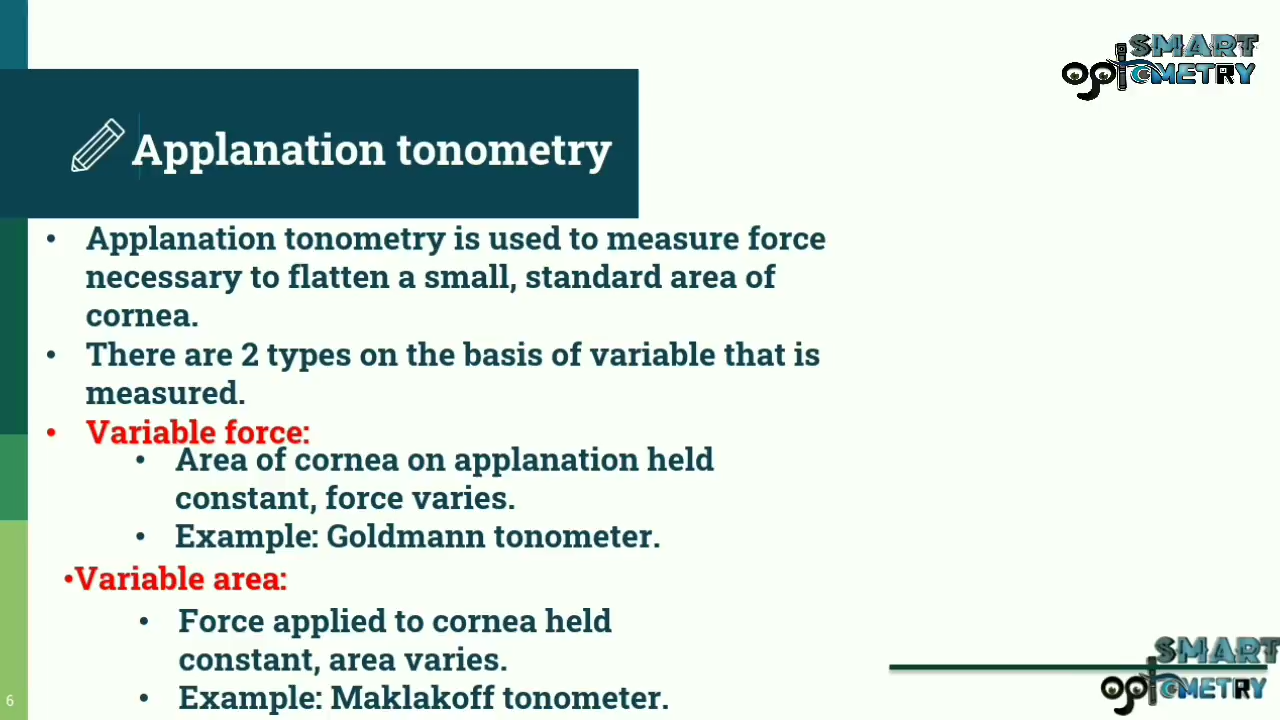 SMART
OPTOMETRY
Applanation tonometry
• Applanation tonometry is used to measure force
necessary to flatten a small, standard area of
cornea.
• There are 2 types on the basis of variable that is
measured.
• Variable force:
• Area of cornea on applanation held
constant, force varies.
• Example: Goldmann tonometer.
•Variable area:
• Force applied to cornea held
constant, area varies.
• Example: Maklakoff tonometer.
SMART
OPTOMETRY
6